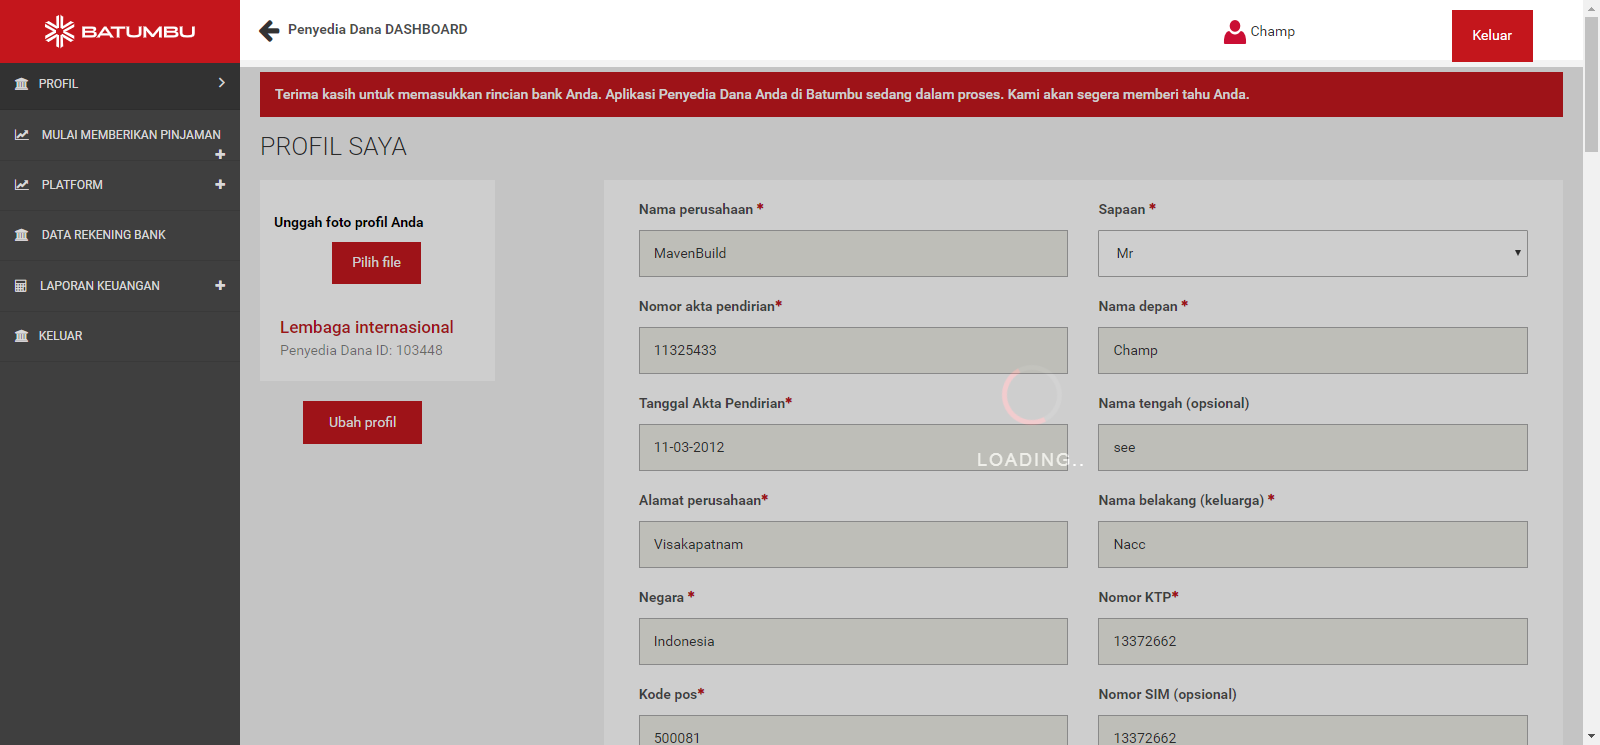 BATUMBU
Penyedia Dana DASHBOARD
Champ
Keluar
PROFIL
MULAI MEMBERIKAN PINJAMAN
PLATFORM
DATA REKENING BANK
LAPORAN KEUANGAN
KELUAR
Terima kasih untuk memasukkan rincian bank Anda. Aplikasi Penyedia Dana Anda di Batumbu sedang dalam proses. Kami akan segera memberi tahu Anda.
PROFIL SAYA
Unggah foto profil Anda
Pilih file
Lembaga internasional
Penyedia Dana ID: 103448
Ubah profil
Nama perusahaan *
MavenBuild
Sapaan *
Mr
Nomor akta pendirian*
11325433
Nama depan *
Champ
Tanggal Akta Pendirian*
11-03-2012
Nama tengah (opsional)
see
LOADING..
Alamat perusahaan*
Visakapatnam
Nama belakang (keluarga) *
Nacc
Negara *
Indonesia
Nomor KTP*
13372662
Kode pos*
500081
Nomor SIM (opsional)
13372662